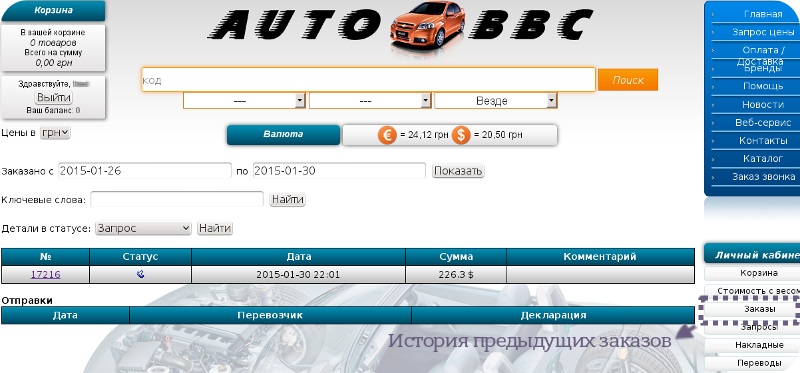 Корзина
В вашей корзине
0 товаров
Всего на сумму
0,00 грн
Здравствуйте,
Выйти
Ваш баланс: 0
Цены в грн
AUTO BBC
код
Поиск
--- --- Везде
Валюта
€ = 24,12 грн $ = 20,50 грн
Заказано с 2015-01-26 по 2015-01-30 Показать
Ключевые слова: Найти
Детали в статусе: Запрос Найти
№ Статус Дата Сумма Комментарий
17216 2015-01-30 22:01 226.3 $
Отправки
Дата Перевозчик Декларация
История предыдущих заказов
Главная
Запрос цены
Оплата /
Доставка
Бренды
Помощь
Новости
Веб-сервис
Контакты
Каталог
Заказ звонка
Личный кабине
Корзина
Стоимость с весом
Заказы
Запросы
Накладные
Переводы